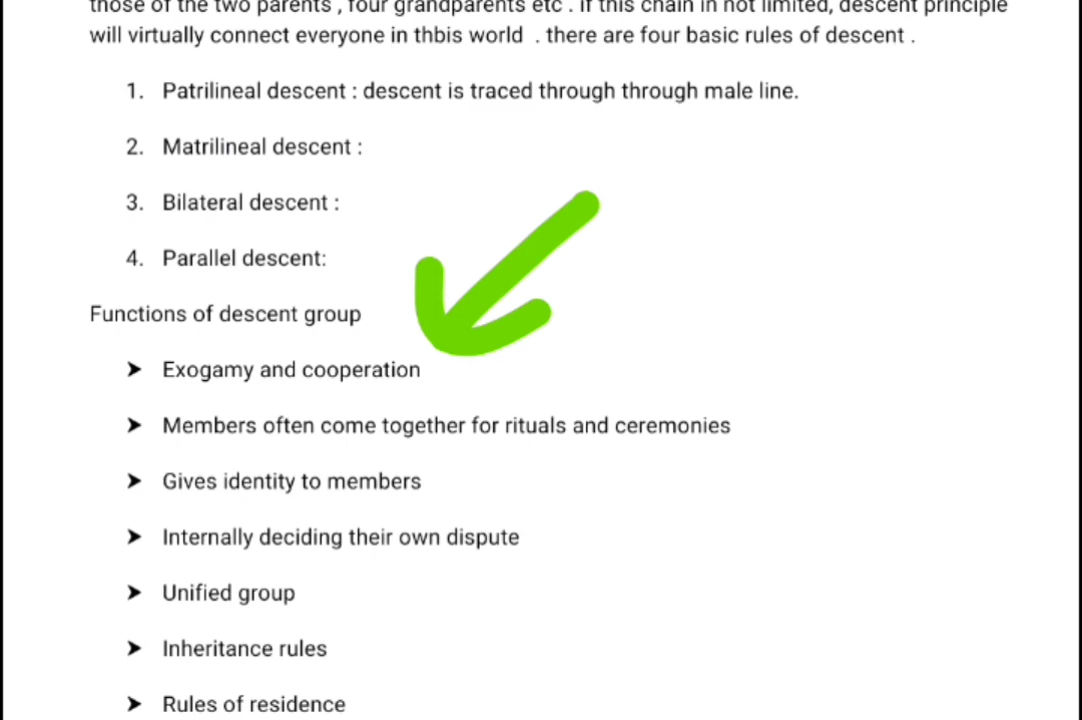 those of the two parents , four grandparents etc . if this chain in not limited, descent principle
will virtually connect everyone in thbis world . there are four basic rules of descent .
1. Patrilineal descent : descent is traced through through male line.
2. Matrilineal descent :
3. Bilateral descent :
4. Parallel descent:
Functions of descent group
➤ Exogamy and cooperation
➤ Members often come together for rituals and ceremonies
➤ Gives identity to members
➤ Internally deciding their own dispute
➤ Unified group
➤ Inheritance rules
➤ Rules of residence